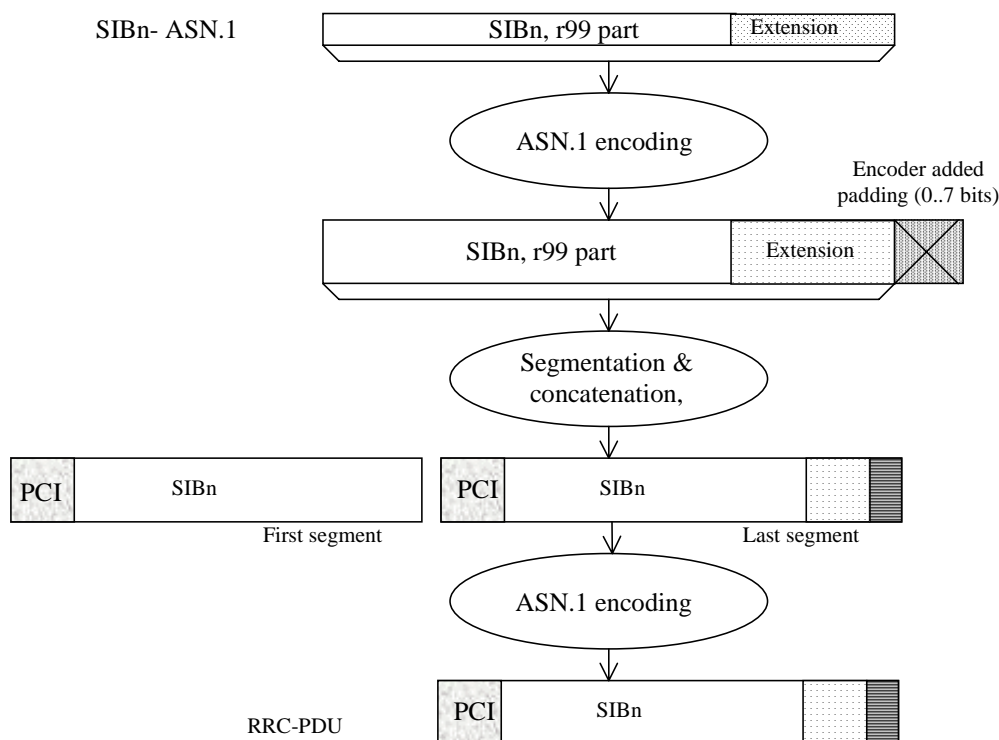 SIBn- ASN.1
SIBn, r99 part
Extension
ASN.1 encoding
Encoder added
padding (0..7 bits)
SIBn, r99 part
Extension
Segmentation &
concatenation,
PCI
SIBn
PCI
SIBn
First segment
Last segment
ASN.1 encoding
PCI
SIBn
RRC-PDU